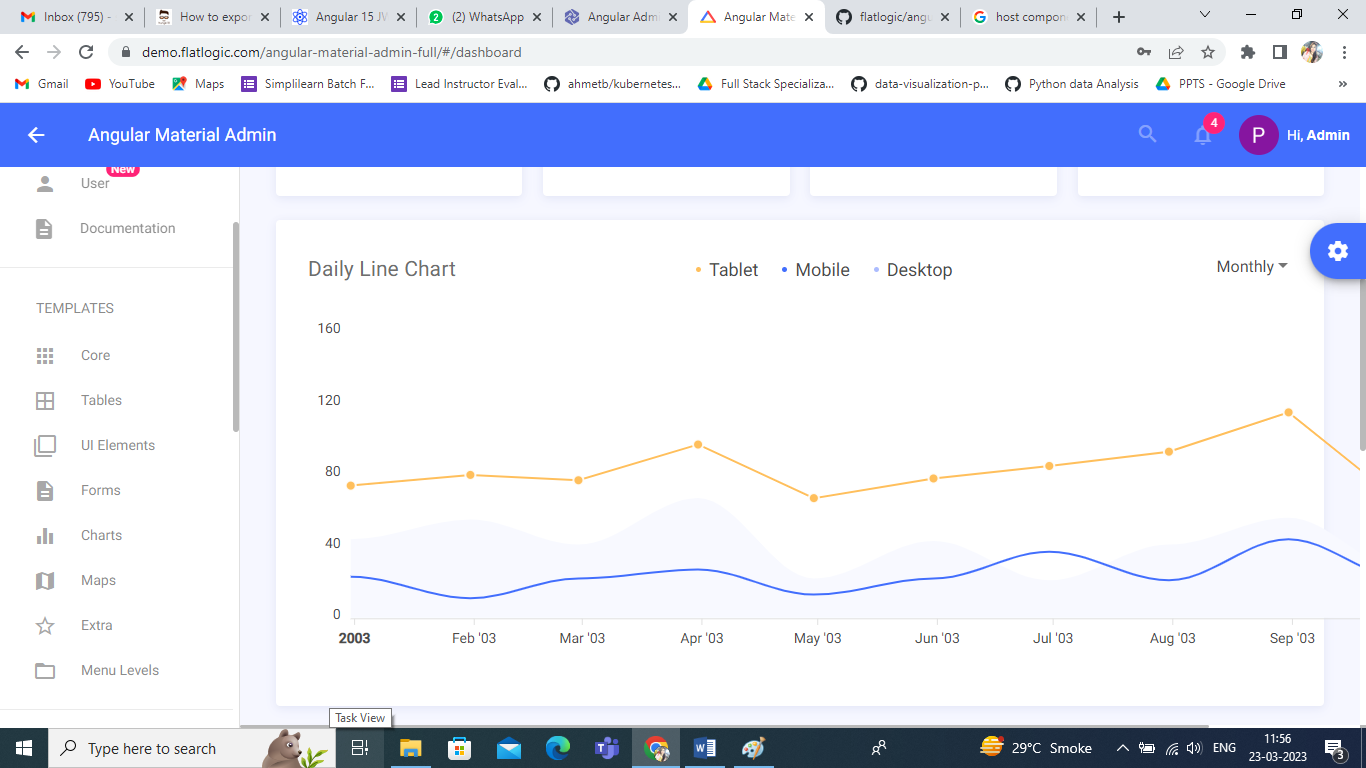 Inbox (795) -
How to expor
Angular 15 JW
(2) WhatsApp
Angular Adm
Angular Mate
flatlogic/angu
host compon
demo.flatlogic.com/angular-material-admin-full/#/dashboard
Gmail
YouTube
Maps
Simplilearn Batch F...
Lead Instructor Eval...
ahmetb/kubernetes...
Full Stack Specializa...
data-visualization-p...
Python data Analysis
PPTS - Google Drive
»
Angular Material Admin
4
P
Hi, Admin
New
User
Documentation
TEMPLATES
Core
Tables
UI Elements
Forms
Charts
Maps
Extra
Menu Levels
Daily Line Chart
Tablet
Mobile
Desktop
Monthly
160
120
80
40
0
2003
Feb '03
Mar '03
Apr '03
May '03
Jun '03
Jul '03
Aug '03
Sep '03
Task View
Type here to search
29°C Smoke
ENG
11:56
23-03-2023
3